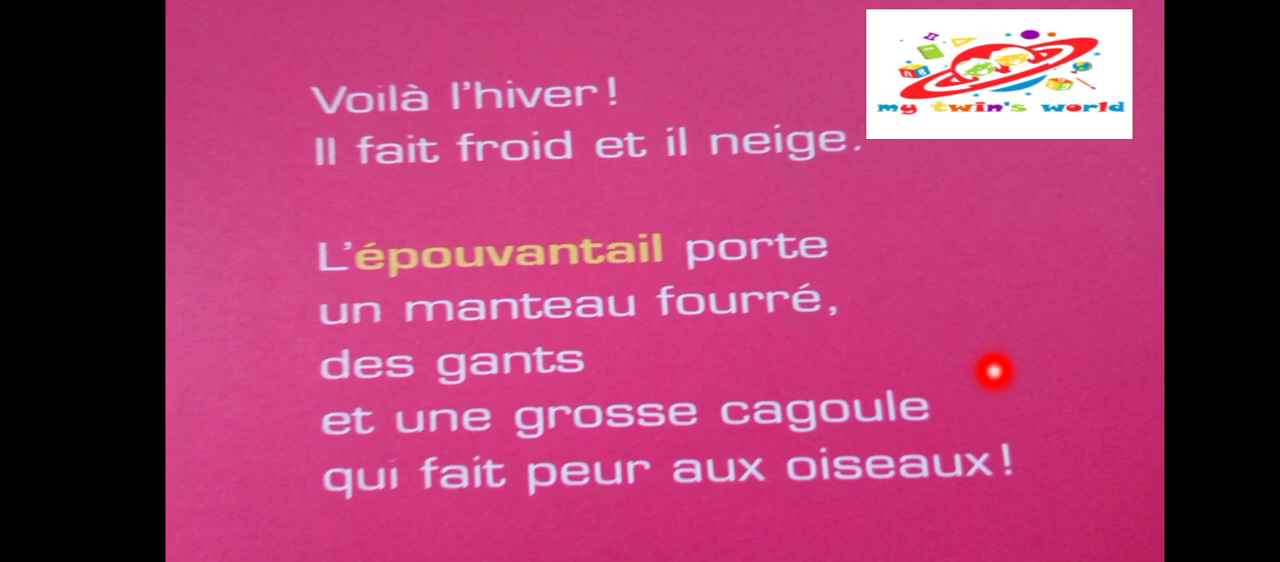 Voilà l'hiver!
Il fait froid et il neige.
L'épouvantail porte
un manteau fourré,
des gants
et une grosse cagoule
qui fait peur aux oiseaux!
my twin's world